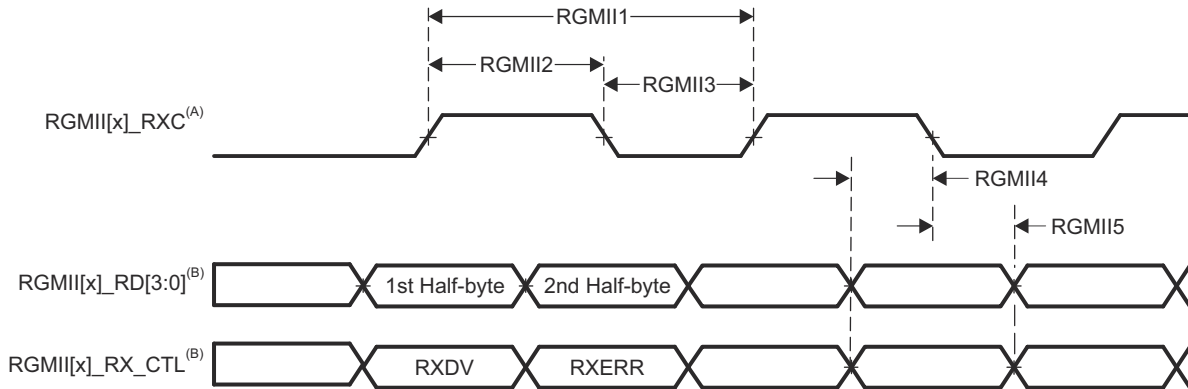 RGMII1
RGMII2
RGMII3
RGMII[x]_RXC(A)
RGMII4
RGMII5
RGMII[x]_RD[3:0](B)
1st Half-byte
2nd Half-byte
RGMII[x]_RX_CTL(B)
RXDV
RXERR